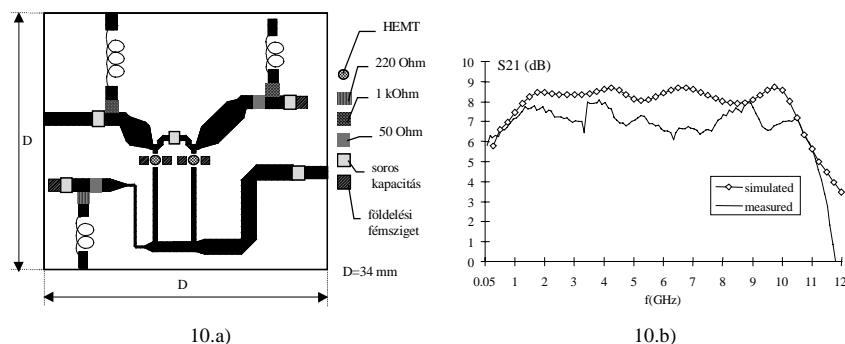 HEMT
220 Ohm
1 kOhm
50 Ohm
soros
kapacitás
földelési
fémsziget
D
D
D=34 mm
10.a)
S21 (dB)
10
9
8
7
6
5
4
3
2
1
0
simulated
measured
0.05 1 2 3 4 5 6 7 8 9 10 11 12
f(GHz)
10.b)